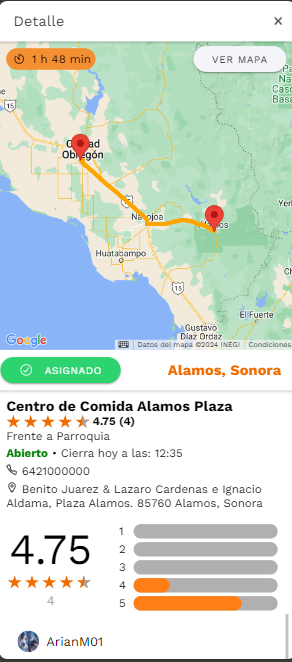 Detalle ×
1 h 48 min
VER MAPA
15
Ciudad
Obregón
Navojoa
Álamos
Huatabampo
15
El Fuerte
Gustavo
Díaz Ordaz
Google
Datos del mapa ©2024 INEGI Condiciones
ASIGNADO
Alamos, Sonora
Centro de Comida Alamos Plaza
4.75 (4)
Frente a Parroquia
Abierto • Cierra hoy a las: 12:35
6421000000
Benito Juarez & Lazaro Cardenas e Ignacio
Aldama, Plaza Alamos. 85760 Alamos, Sonora
4.75
4
1
2
3
4
5
ArianM01